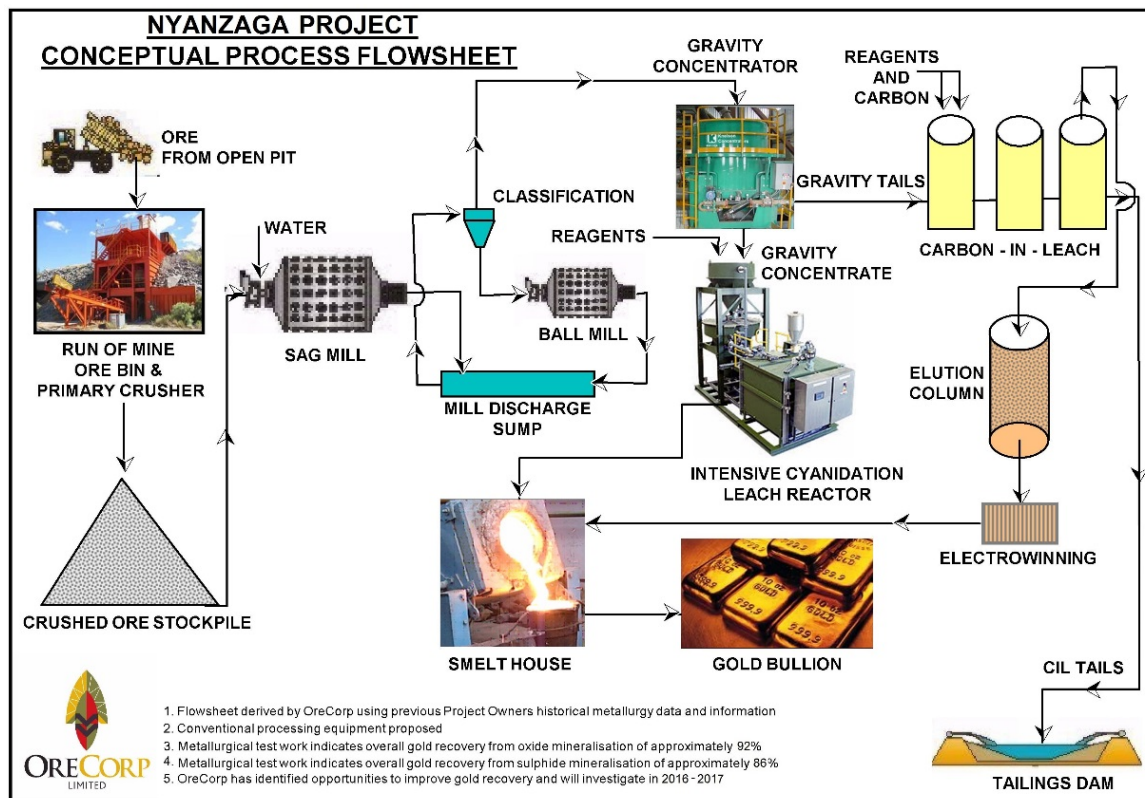 NYANZAGA PROJECT
CONCEPTUAL PROCESS FLOWSHEET
ORE
FROM OPEN PIT
RUN OF MINE
ORE BIN &
PRIMARY CRUSHER
CRUSHED ORE STOCKPILE
WATER
SAG MILL
CLASSIFICATION
BALL MILL
MILL DISCHARGE
SUMP
GRAVITY
CONCENTRATOR
GRAVITY TAILS
REAGENTS
GRAVITY
CONCENTRATE
INTENSIVE CYANIDATION
LEACH REACTOR
REAGENTS
AND
CARBON
CARBON - IN - LEACH
ELUTION
COLUMN
ELECTROWINNING
SMELT HOUSE
10 oz
GOLD
999.9
GOLD BULLION
CIL TAILS
TAILINGS DAM
ORECORP
LIMITED
1. Flowsheet derived by OreCorp using previous Project Owners historical metallurgy data and information
2. Conventional processing equipment proposed
3. Metallurgical test work indicates overall gold recovery from oxide mineralisation of approximately 92%
4. Metallurgical test work indicates overall gold recovery from sulphide mineralisation of approximately 86%
5. OreCorp has identified opportunities to improve gold recovery and will investigate in 2016 - 2017